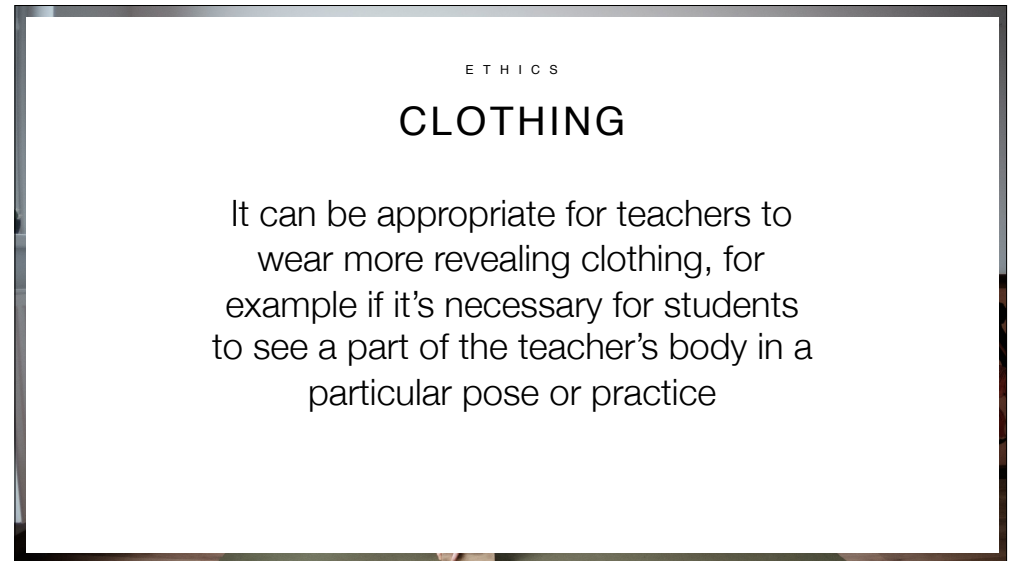 ETHICS
CLOTHING
It can be appropriate for teachers to
wear more revealing clothing, for
example if it’s necessary for students
to see a part of the teacher’s body in a
particular pose or practice